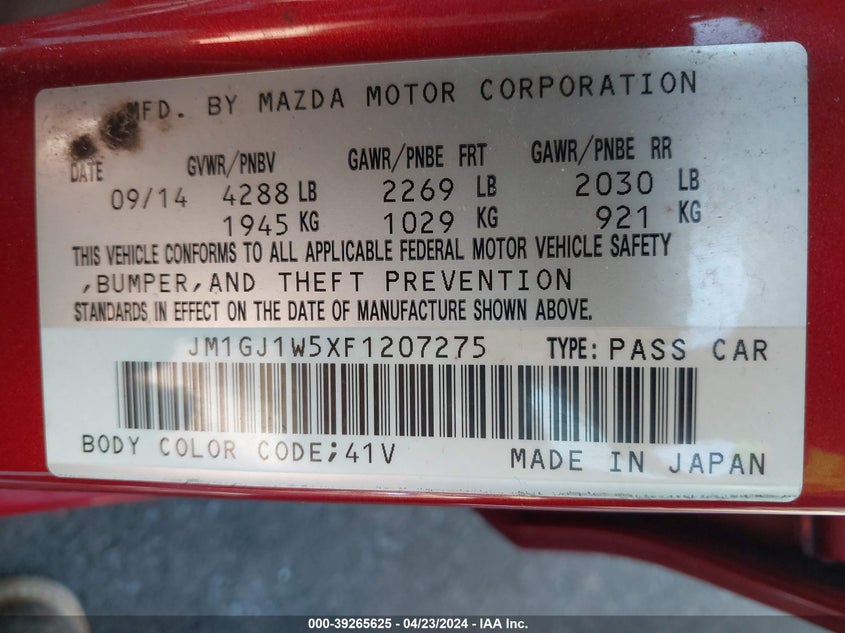 MFD. BY MAZDA MOTOR CORPORATION
DATE GVWR/PNBV GAWR/PNBE FRT GAWR/PNBE RR
09/14 4288 LB 2269 LB 2030 LB
1945 KG 1029 KG 921 KG
THIS VEHICLE CONFORMS TO ALL APPLICABLE FEDERAL MOTOR VEHICLE SAFETY
,BUMPER,AND THEFT PREVENTION
STANDARDS IN EFFECT ON THE DATE OF MANUFACTURE SHOWN ABOVE.
JM1GJ1W5XF1207275 TYPE: PASS CAR
BODY COLOR CODE;41V MADE IN JAPAN
000-39265625 - 04/23/2024 - IAA Inc.